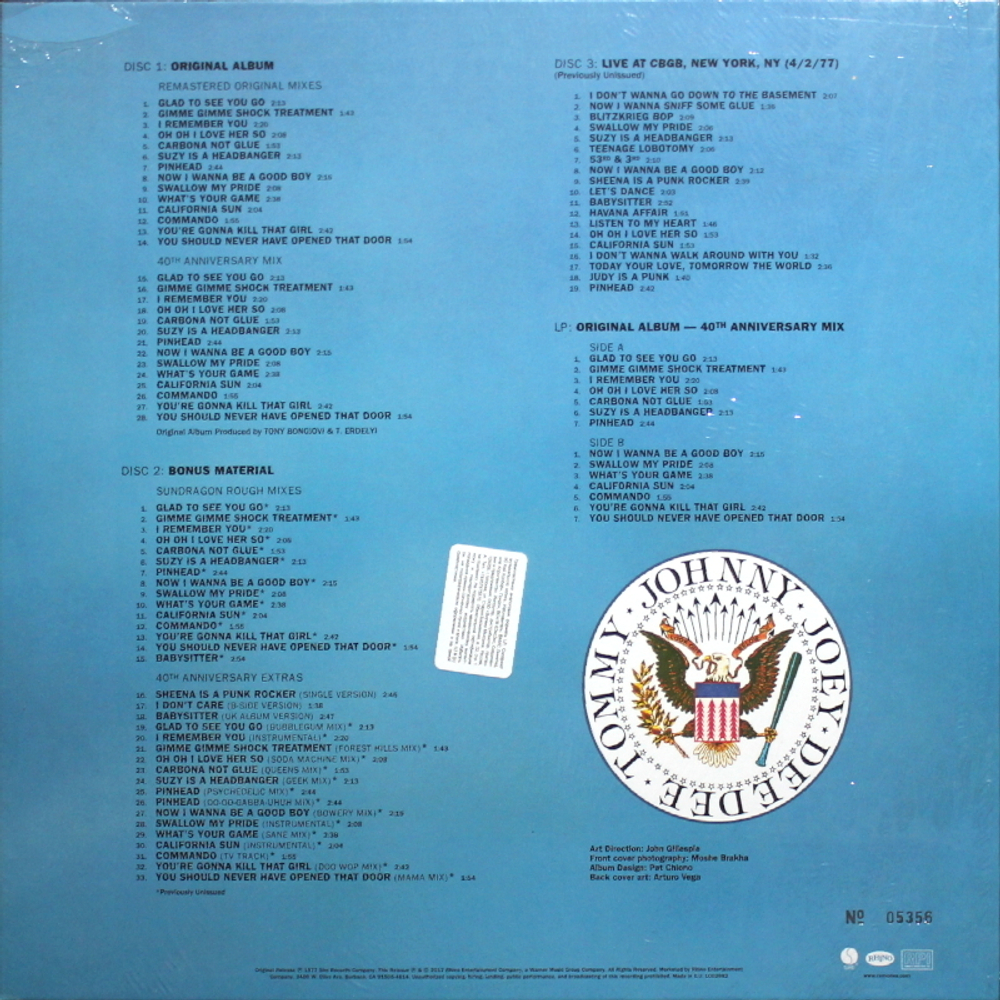 DISC 1: ORIGINAL ALBUM
REMASTERED ORIGINAL MIXES
1. GLAD TO SEE YOU GO 2:13
2. GIMME GIMME SHOCK TREATMENT 1:43
3. I REMEMBER YOU 2:20
4. OH OH I LOVE HER SO 2:08
5. CARBONA NOT GLUE 1:53
6. SUZY IS A HEADBANGER 2:13
7. PINHEAD 2:44
8. NOW I WANNA BE A GOOD BOY 2:15
9. SWALLOW MY PRIDE 2:08
10. WHAT'S YOUR GAME 2:38
11. CALIFORNIA SUN 2:04
12. COMMANDO 1:55
13. YOU'RE GONNA KILL THAT GIRL 2:42
14. YOU SHOULD NEVER HAVE OPENED THAT DOOR 1:54
40TH ANNIVERSARY MIX
15. GLAD TO SEE YOU GO 2:13
16. GIMME GIMME SHOCK TREATMENT 1:43
17. I REMEMBER YOU 2:20
18. OH OH I LOVE HER SO 2:08
19. CARBONA NOT GLUE 1:53
20. SUZY IS A HEADBANGER 2:13
21. PINHEAD 2:44
22. NOW I WANNA BE A GOOD BOY 2:15
23. SWALLOW MY PRIDE 2:08
24. WHAT'S YOUR GAME 2:38
25. CALIFORNIA SUN 2:04
26. COMMANDO 1:55
27. YOU'RE GONNA KILL THAT GIRL 2:42
28. YOU SHOULD NEVER HAVE OPENED THAT DOOR 1:54
Original Album Produced by TONY BONGIOVI & T. ERDELYI
DISC 2: BONUS MATERIAL
SUNDRAGON ROUGH MIXES
1. GLAD TO SEE YOU GO* 2:13
2. GIMME GIMME SHOCK TREATMENT* 1:43
3. I REMEMBER YOU* 2:20
4. OH OH I LOVE HER SO* 2:08
5. CARBONA NOT GLUE* 1:53
6. SUZY IS A HEADBANGER* 2:13
7. PINHEAD* 2:44
8. NOW I WANNA BE A GOOD BOY* 2:15
9. SWALLOW MY PRIDE* 2:08
10. WHAT'S YOUR GAME* 2:38
11. CALIFORNIA SUN* 2:04
12. COMMANDO* 1:55
13. YOU'RE GONNA KILL THAT GIRL* 2:42
14. YOU SHOULD NEVER HAVE OPENED THAT DOOR* 1:54
15. BABYSITTER* 2:54
40TH ANNIVERSARY EXTRAS
16. SHEENA IS A PUNK ROCKER (SINGLE VERSION) 2:48
17. I DON'T CARE (B-SIDE VERSION) 1:38
18. BABYSITTER (UK ALBUM VERSION) 2:47
19. GLAD TO SEE YOU GO (BUBBLEGUM MIX)* 2:13
20. I REMEMBER YOU (INSTRUMENTAL)* 2:20
21. GIMME GIMME SHOCK TREATMENT (FOREST HILLS MIX)* 1:43
22. OH OH I LOVE HER SO (SODA MACHINE MIX)* 2:08
23. CARBONA NOT GLUE (QUEENS MIX)* 1:53
24. SUZY IS A HEADBANGER (GEEK MIX)* 2:13
25. PINHEAD (PSYCHEDELIC MIX)* 2:44
26. PINHEAD (OO-OO-GABBA-UHUH MIX)* 2:44
27. NOW I WANNA BE A GOOD BOY (BOWERY MIX)* 2:15
28. SWALLOW MY PRIDE (INSTRUMENTAL)* 2:08
29. WHAT'S YOUR GAME (SANE MIX)* 2:38
30. CALIFORNIA SUN (INSTRUMENTAL)* 2:04
31. COMMANDO (TV TRACK)* 1:55
32. YOU'RE GONNA KILL THAT GIRL (DOO WOP MIX)* 2:42
33. YOU SHOULD NEVER HAVE OPENED THAT DOOR (MAMA MIX)* 1:54
*Previously Unissued
DISC 3: LIVE AT CBGB, NEW YORK, NY (4/2/77)
(Previously Unissued)
1. I DON'T WANNA GO DOWN TO THE BASEMENT 2:07
2. NOW I WANNA SNIFF SOME GLUE 1:36
3. BLITZKRIEG BOP 2:09
4. SWALLOW MY PRIDE 2:06
5. SUZY IS A HEADBANGER 2:13
6. TEENAGE LOBOTOMY 2:06
7. 53RD & 3RD 2:10
8. NOW I WANNA BE A GOOD BOY 2:12
9. SHEENA IS A PUNK ROCKER 2:39
10. LET'S DANCE 2:03
11. BABYSITTER 2:52
12. HAVANA AFFAIR 1:51
13. LISTEN TO MY HEART 1:46
14. OH OH I LOVE HER SO 1:53
15. CALIFORNIA SUN 1:53
16. I DON'T WANNA WALK AROUND WITH YOU 1:32
17. TODAY YOUR LOVE, TOMORROW THE WORLD 2:36
18. JUDY IS A PUNK 1:40
19. PINHEAD 2:42
LP: ORIGINAL ALBUM — 40TH ANNIVERSARY MIX
SIDE A
1. GLAD TO SEE YOU GO 2:13
2. GIMME GIMME SHOCK TREATMENT 1:43
3. I REMEMBER YOU 2:20
4. OH OH I LOVE HER SO 2:08
5. CARBONA NOT GLUE 1:53
6. SUZY IS A HEADBANGER 2:13
7. PINHEAD 2:44
SIDE B
1. NOW I WANNA BE A GOOD BOY 2:15
2. SWALLOW MY PRIDE 2:08
3. WHAT'S YOUR GAME 2:38
4. CALIFORNIA SUN 2:04
5. COMMANDO 1:55
6. YOU'RE GONNA KILL THAT GIRL 2:42
7. YOU SHOULD NEVER HAVE OPENED THAT DOOR 1:54
JOHNNY · JOEY · DEEDEE · TOMMY
Art Direction: John Gillespie
Front cover photography: Moshe Brakha
Album Design: Pat Chiono
Back cover art: Arturo Vega
Nº 05356
RHINO